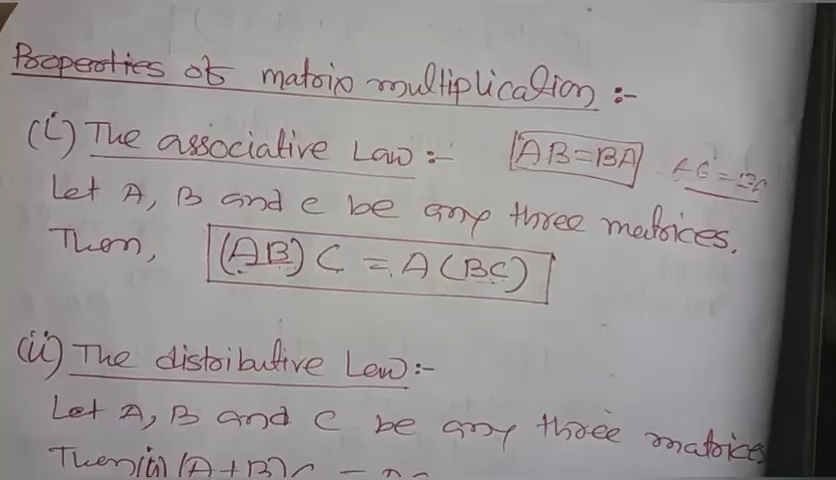 Properties of matrix multiplication :-
(i) The associative Law :- AB=BA
Let A, B and C be any three matrices.
Then, (AB) C = A (BC)
(ii) The distributive Law :-
Let A, B and C be any three matrices
Then (i) (A+B)C =